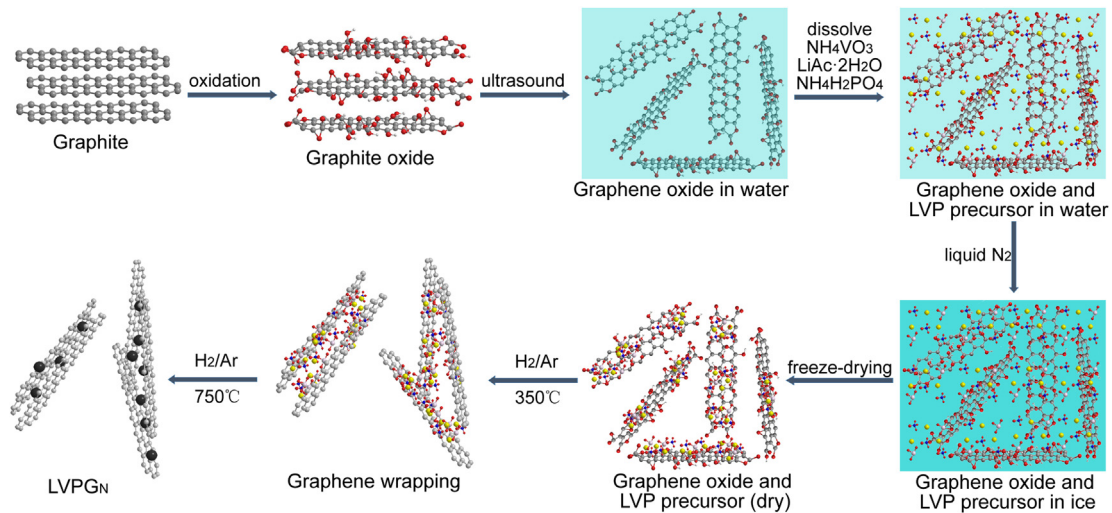 Graphite
oxidation
Graphite oxide
ultrasound
Graphene oxide in water
dissolve
NH4VO3
LiAc·2H2O
NH4H2PO4
Graphene oxide and
LVP precursor in water
liquid N2
Graphene oxide and
LVP precursor in ice
freeze-drying
Graphene oxide and
LVP precursor (dry)
H2/Ar
350℃
Graphene wrapping
H2/Ar
750℃
LVPGN